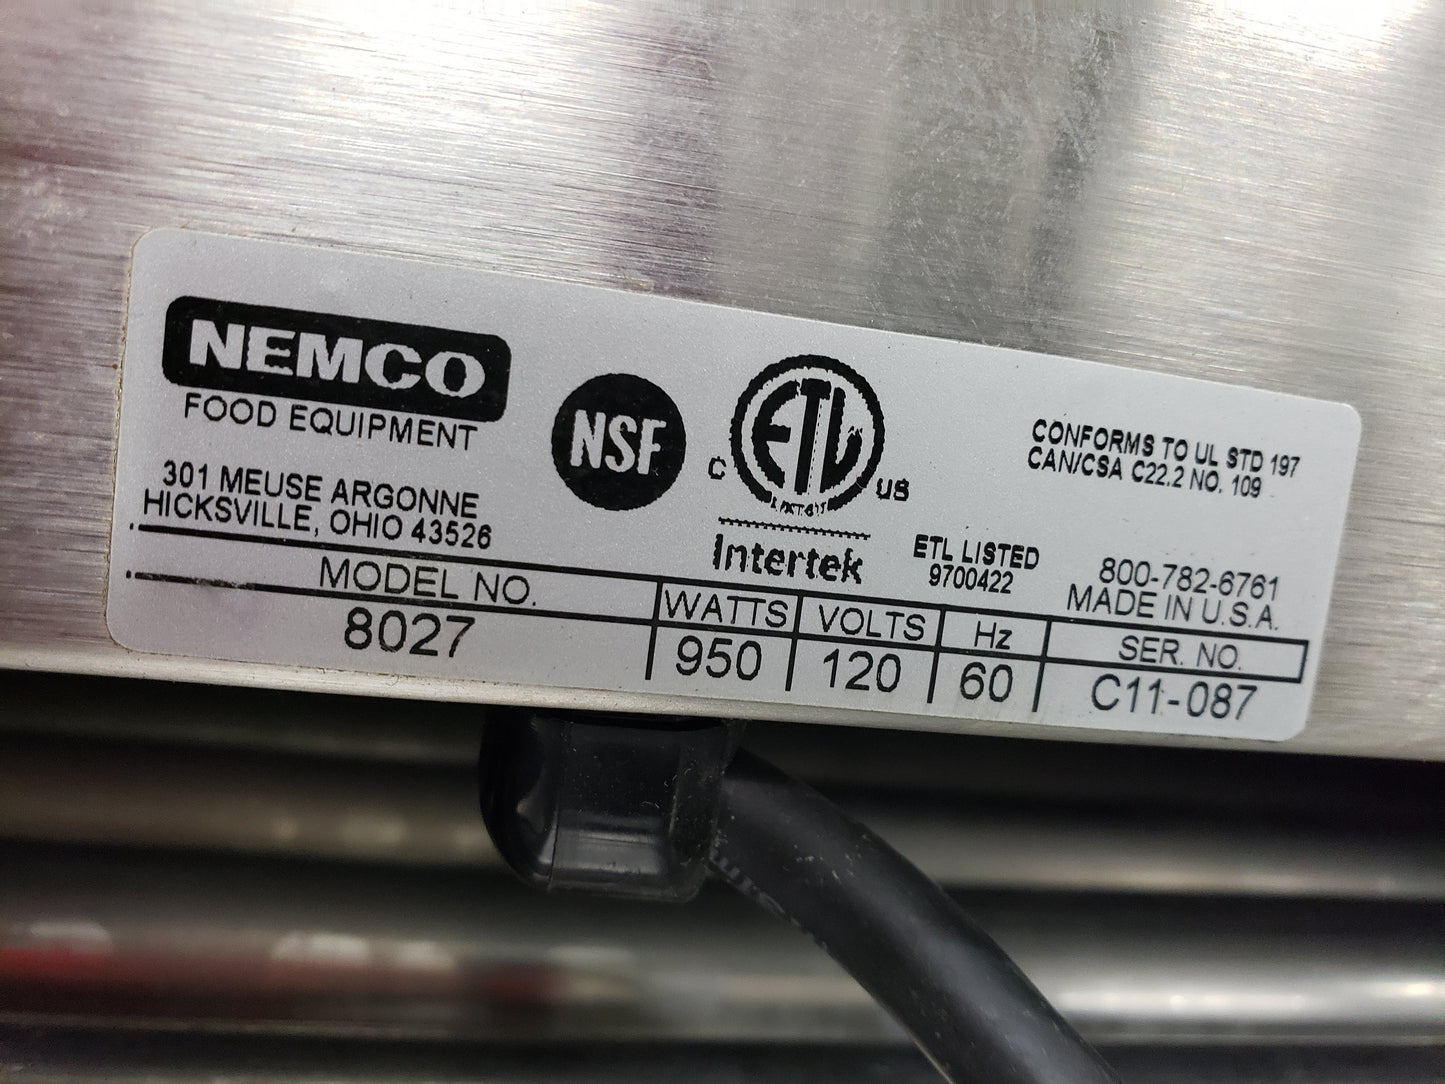 NEMCO
FOOD EQUIPMENT
301 MEUSE ARGONNE
HICKSVILLE, OHIO 43526
NSF
C ETL US
LISTED
Intertek
ETL LISTED
9700422
CONFORMS TO UL STD 197
CAN/CSA C22.2 NO. 109
800-782-6761
MADE IN U.S.A.
MODEL NO. WATTS VOLTS Hz SER. NO.
8027 950 120 60 C11-087